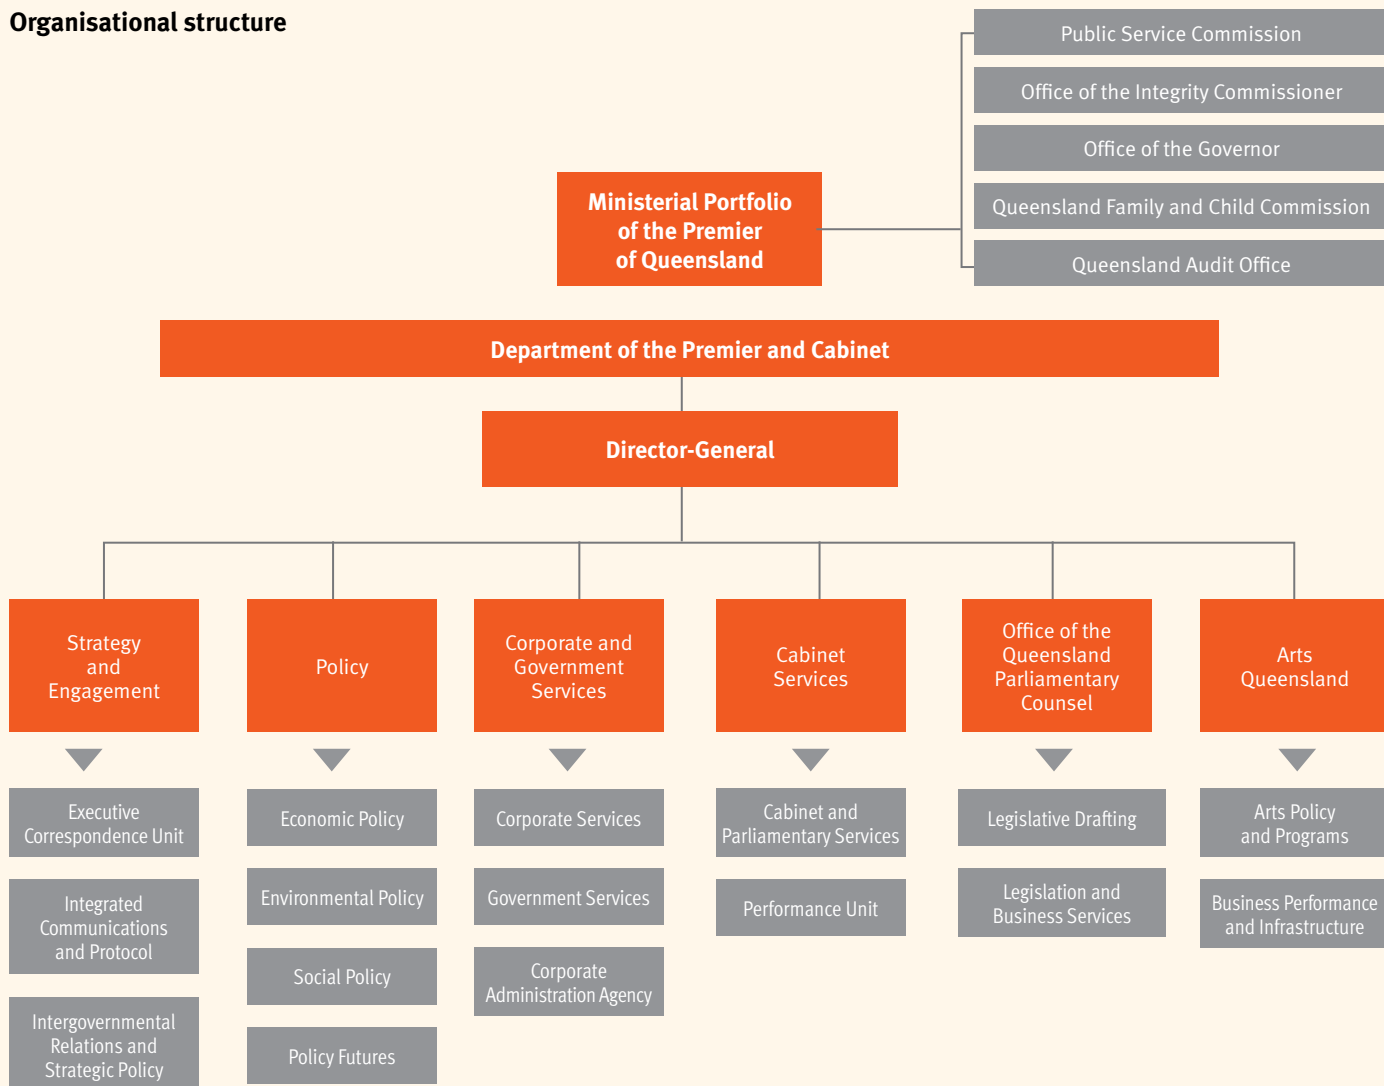 Organisational structure
Public Service Commission
Office of the Integrity Commissioner
Office of the Governor
Queensland Family and Child Commission
Queensland Audit Office
Ministerial Portfolio
of the Premier
of Queensland
Department of the Premier and Cabinet
Director-General
Strategy
and
Engagement
Policy
Corporate and
Government
Services
Cabinet
Services
Office of the
Queensland
Parliamentary
Counsel
Arts
Queensland
Executive
Correspondence Unit
Integrated
Communications
and Protocol
Intergovernmental
Relations and
Strategic Policy
Economic Policy
Environmental Policy
Social Policy
Policy Futures
Corporate Services
Government Services
Corporate
Administration Agency
Cabinet and
Parliamentary Services
Performance Unit
Legislative Drafting
Legislation and
Business Services
Arts Policy
and Programs
Business Performance
and Infrastructure